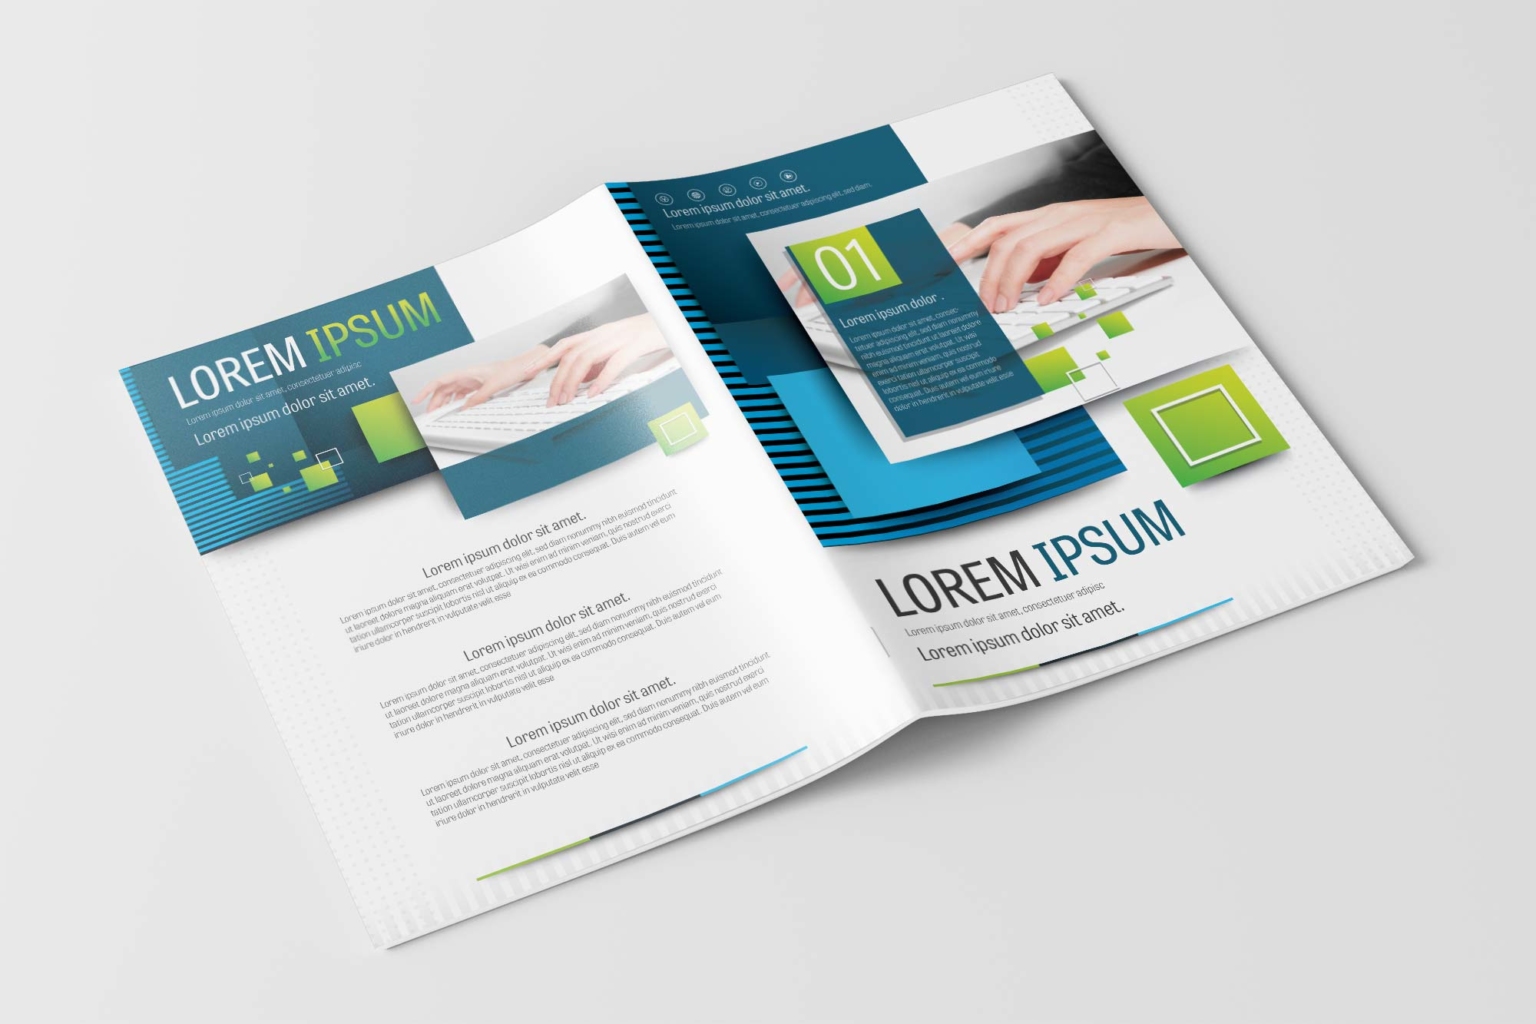 LOREM IPSUM
Lorem ipsum dolor sit amet, consectetuer adipisc
Lorem ipsum dolor sit amet.
Lorem ipsum dolor sit amet.
Lorem ipsum dolor sit amet, consectetuer adipiscing elit, sed diam nonummy nibh euismod tincidunt
ut laoreet dolore magna aliquam erat volutpat. Ut wisi enim ad minim veniam, quis nostrud exerci
tation ullamcorper suscipit lobortis nisl ut aliquip ex ea commodo consequat. Duis autem vel eum
iriure dolor in hendrerit in vulputate velit esse
Lorem ipsum dolor sit amet.
Lorem ipsum dolor sit amet, consectetuer adipiscing elit, sed diam nonummy nibh euismod tincidunt
ut laoreet dolore magna aliquam erat volutpat. Ut wisi enim ad minim veniam, quis nostrud exerci
tation ullamcorper suscipit lobortis nisl ut aliquip ex ea commodo consequat. Duis autem vel eum
iriure dolor in hendrerit in vulputate velit esse
Lorem ipsum dolor sit amet.
Lorem ipsum dolor sit amet, consectetuer adipiscing elit, sed diam nonummy nibh euismod tincidunt
ut laoreet dolore magna aliquam erat volutpat. Ut wisi enim ad minim veniam, quis nostrud exerci
tation ullamcorper suscipit lobortis nisl ut aliquip ex ea commodo consequat. Duis autem vel eum
iriure dolor in hendrerit in vulputate velit esse
Lorem ipsum dolor sit amet.
Lorem ipsum dolor sit amet, consectetuer adipiscing elit, sed diam
01
Lorem ipsum dolor .
Lorem ipsum dolor sit amet, consec
tetuer adipiscing elit, sed diam nonummy
nibh euismod tincidunt ut laoreet dolore
magna aliquam erat volutpat. Ut wisi
enim ad minim veniam, quis nostrud
exerci tation ullamcorper suscipit
lobortis nisl ut aliquip ex ea commodo
consequat. Duis autem vel eum iriure
dolor in hendrerit in vulputate velit esse
LOREM IPSUM
Lorem ipsum dolor sit amet, consectetuer adipisc
Lorem ipsum dolor sit amet.